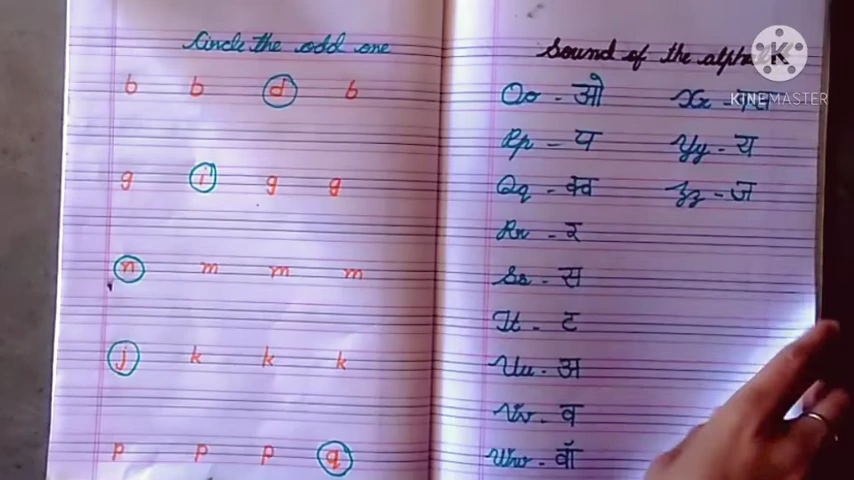 Circle the odd one
b b d b
g i g g
n m m m
j k k k
p p p q
Sound of the alphabet
Oo - ओ
Pp - प
Qq - क्व
Rr - र
Ss - स
Tt - ट
Uu - अ
Vv - व
Ww - वॉ
Xx -
Yy - य
Zz - ज
K
KINEMASTER